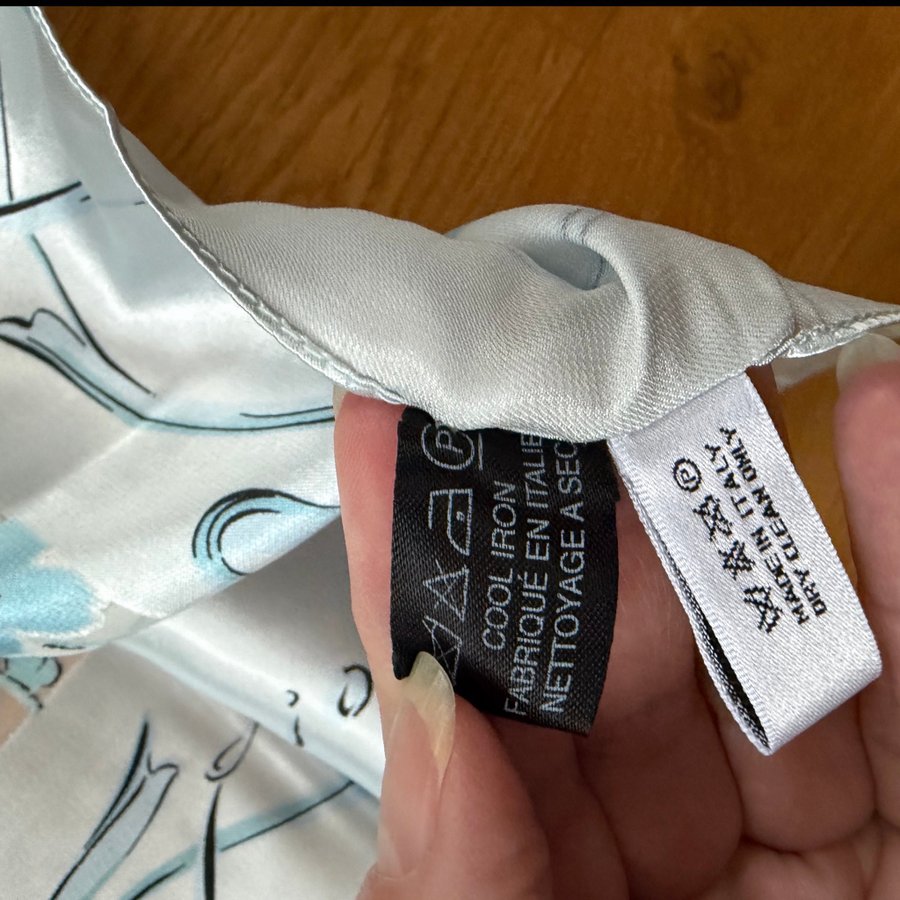 P
COOL IRON
FABRIQUÉ EN ITALIE
NETTOYAGE A SEC
P
MADE IN ITALY
DRY CLEAN ONLY